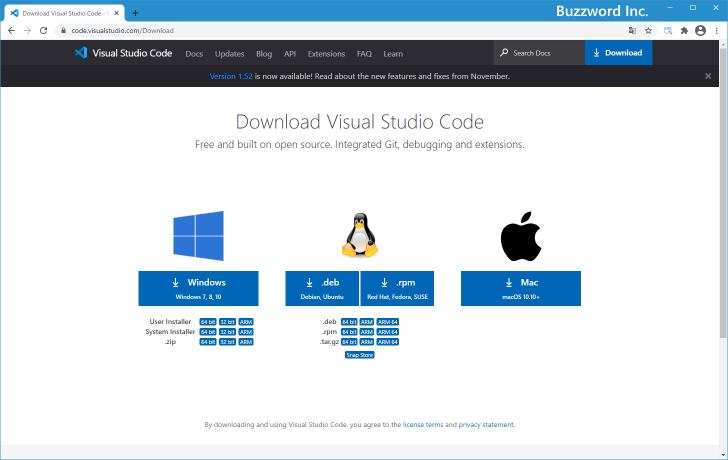 Download Visual Studio Code -
Buzzword Inc.
code.visualstudio.com/Download
Visual Studio Code Docs Updates Blog API Extensions FAQ Learn Search Docs Download
Version 1.52 is now available! Read about the new features and fixes from November.
Download Visual Studio Code
Free and built on open source. Integrated Git, debugging and extensions.
Windows
Windows 7, 8, 10
.deb
Debian, Ubuntu
.rpm
Red Hat, Fedora, SUSE
Mac
macOS 10.10+
User Installer 64 bit 32 bit ARM
System Installer 64 bit 32 bit ARM
.zip 64 bit 32 bit ARM
.deb 64 bit ARM ARM 64
.rpm 64 bit ARM ARM 64
.tar.gz 64 bit ARM ARM 64
Snap Store
By downloading and using Visual Studio Code, you agree to the license terms and privacy statement.